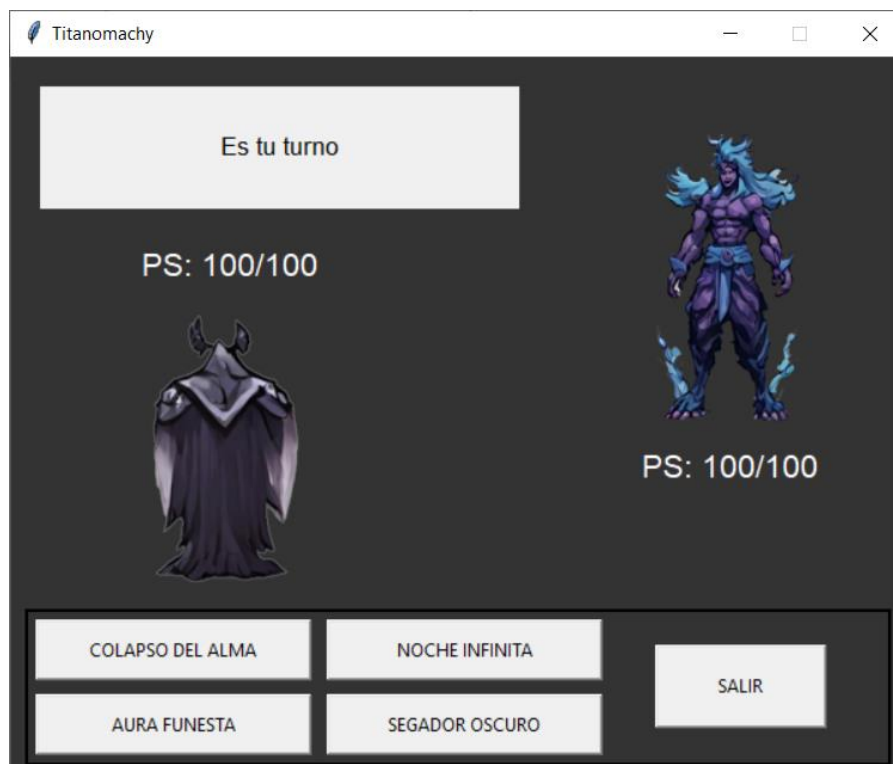 Titanomachy
Es tu turno
PS: 100/100
PS: 100/100
COLAPSO DEL ALMA
NOCHE INFINITA
AURA FUNESTA
SEGADOR OSCURO
SALIR